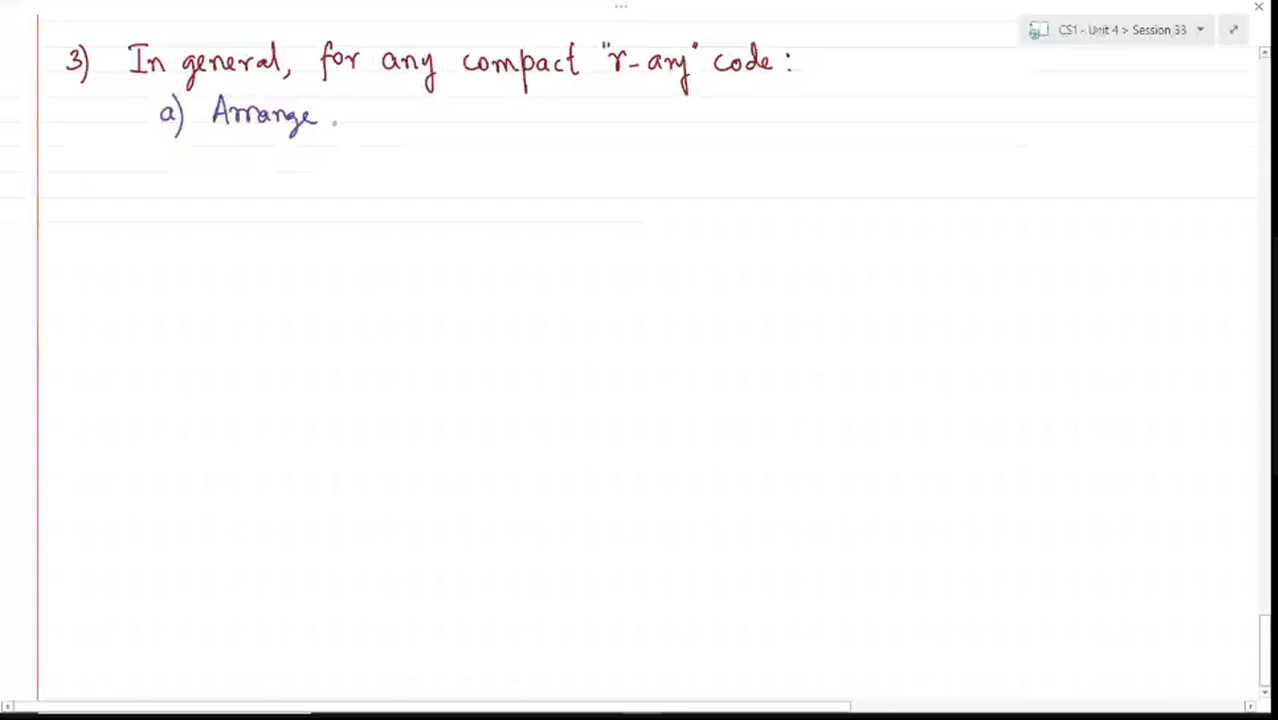 CS1 - Unit 4 > Session 33
3) In general, for any compact "r-ary" code :
a) Arrange